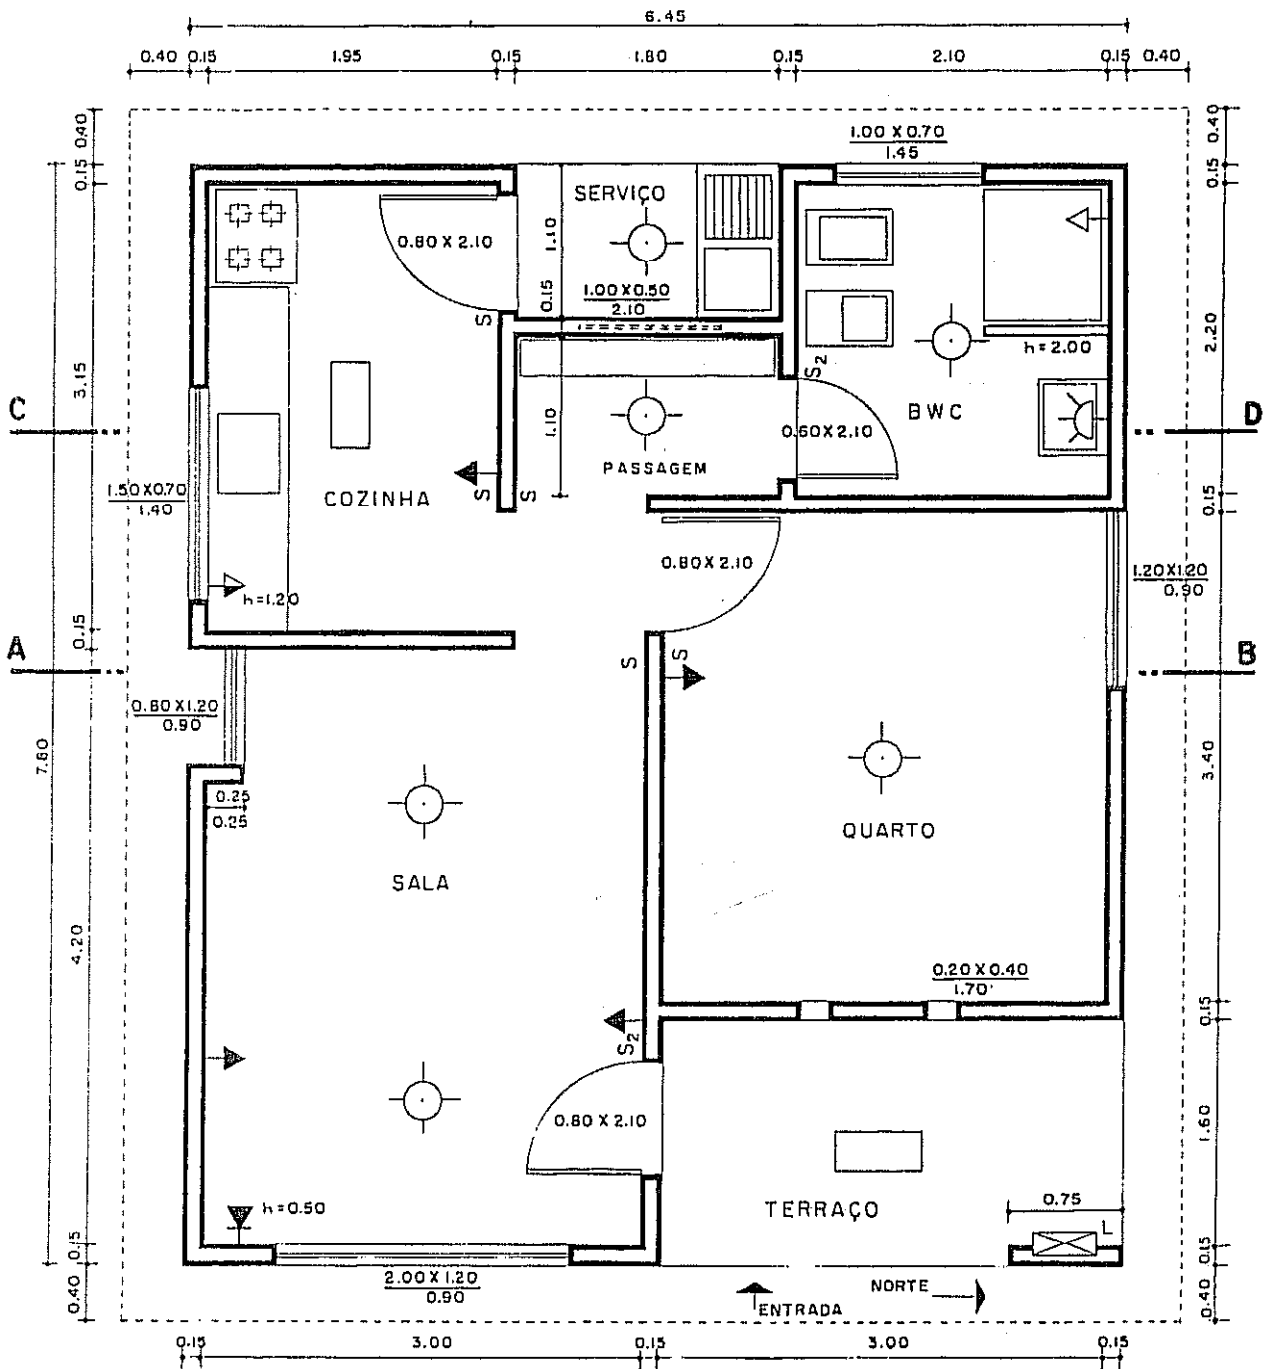 6.45
0.40 0.15 1.95 0.15 1.80 0.15 2.10 0.15 0.40
0.40
0.15
3.15
0.15
4.20
0.15
0.40
7.80
0.40
0.15
2.20
0.15
3.40
0.15
1.60
0.15
0.40
1.00 X 0.70
1.45
SERVIÇO
0.80 X 2.10
1.10
0.15
1.00 X 0.50
2.10
S
S2
h=2.00
C
D
BWC
0.60 X 2.10
1.10
PASSAGEM
COZINHA
S
S
1.50 X0.70
1.40
h=1.20
0.80 X 2.10
1.20 X1.20
0.90
A
B
S
S
0.80 X1.20
0.90
0.25
0.25
QUARTO
SALA
0.20 X 0.40
1.70
S2
0.80 X 2.10
h=0.50
TERRAÇO
0.75
L
2.00 X 1.20
0.90
ENTRADA
NORTE
0.15 3.00 0.15 3.00 0.15